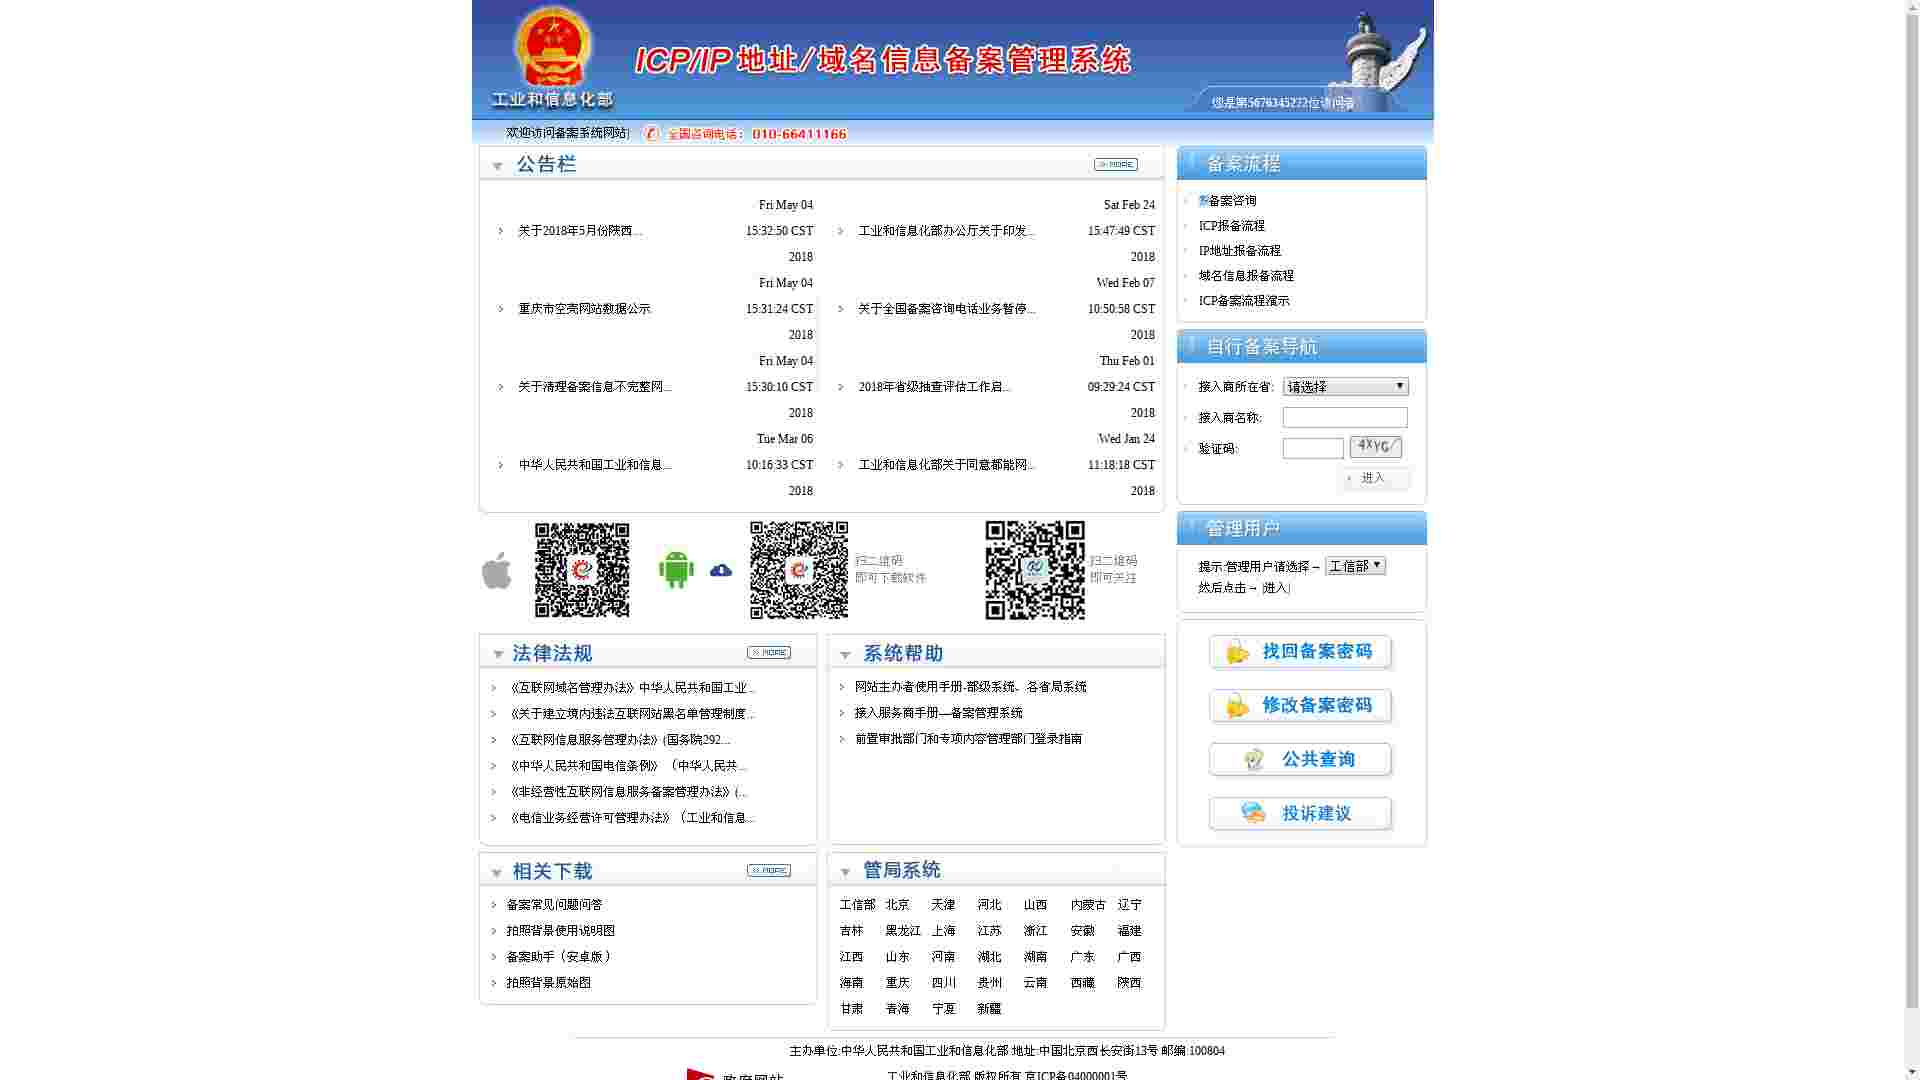 工业和信息化部
ICP/IP 地址/域名信息备案管理系统
您是第5676345272位访问者
欢迎访问备案系统网站|
全国咨询电话： 010-66411166
公告栏
MORE
关于2018年5月份陕西...
Fri May 04 15:32:50 CST 2018
工业和信息化部办公厅关于印发...
Sat Feb 24 15:47:49 CST 2018
重庆市空壳网站数据公示
Fri May 04 15:31:24 CST 2018
关于全国备案咨询电话业务暂停...
Wed Feb 07 10:50:58 CST 2018
关于清理备案信息不完整网...
Fri May 04 15:30:10 CST 2018
2018年省级抽查评估工作启...
Thu Feb 01 09:29:24 CST 2018
中华人民共和国工业和信息...
Tue Mar 06 10:16:33 CST 2018
工业和信息化部关于同意都能网...
Wed Jan 24 11:18:18 CST 2018
备案流程
备案咨询
ICP报备流程
IP地址报备流程
域名信息报备流程
ICP备案流程演示
自行备案导航
接入商所在省:
请选择
接入商名称:
验证码:
4XYG
进入
管理用户
提示:管理用户请选择→ 工信部
然后点击→ [进入]
扫二维码
即可下载软件
扫二维码
即可关注
找回备案密码
修改备案密码
公共查询
投诉建议
法律法规
MORE
《互联网域名管理办法》中华人民共和国工业...
《关于建立境内违法互联网站黑名单管理制度...
《互联网信息服务管理办法》(国务院292...
《中华人民共和国电信条例》（中华人民共...
《非经营性互联网信息服务备案管理办法》(...
《电信业务经营许可管理办法》（工业和信息...
系统帮助
网站主办者使用手册-部级系统、各省局系统
接入服务商手册—备案管理系统
前置审批部门和专项内容管理部门登录指南
相关下载
MORE
备案常见问题问答
拍照背景使用说明图
备案助手（安卓版）
拍照背景原始图
管局系统
工信部 北京 天津 河北 山西 内蒙古 辽宁
吉林 黑龙江 上海 江苏 浙江 安徽 福建
江西 山东 河南 湖北 湖南 广东 广西
海南 重庆 四川 贵州 云南 西藏 陕西
甘肃 青海 宁夏 新疆
主办单位:中华人民共和国工业和信息化部 地址:中国北京西长安街13号 邮编:100804
政府网站
工业和信息化部 版权所有 京ICP备04000001号